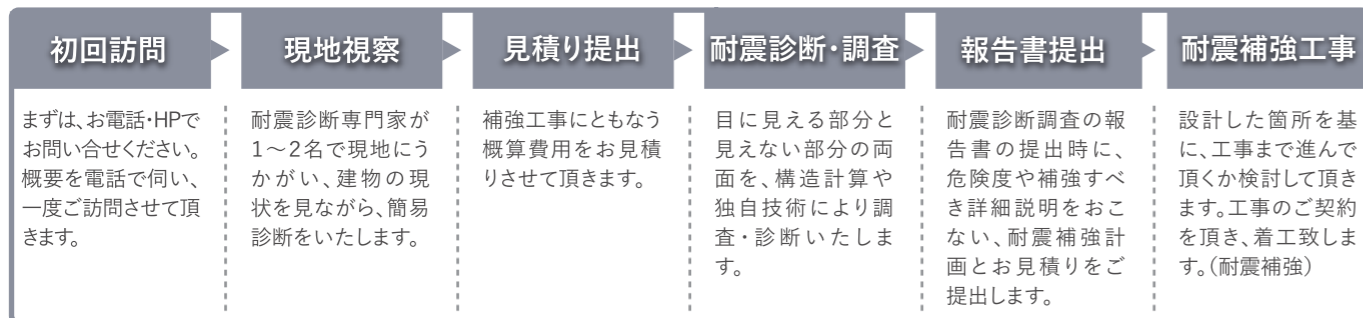 初回訪問
まずは、お電話・HPで
お問い合せください。
概要を電話で伺い、
一度ご訪問させて頂
きます。
現地視察
耐震診断専門家が
1〜2名で現地にう
かがい、建物の現
状を見ながら、簡易
診断をいたします。
見積り提出
補強工事にともなう
概算費用をお見積
りさせて頂きます。
耐震診断・調査
目に見える部分と
見えない部分の両
面を、構造計算や
独自技術により調
査・診断いたしま
す。
報告書提出
耐震診断調査の報
告書の提出時に、
危険度や補強すべ
き詳細説明をおこ
ない、耐震補強計
画とお見積りをご
提出します。
耐震補強工事
設計した箇所を基
に、工事まで進んで
頂くか検討して頂き
ます。工事のご契約
を頂き、着工致しま
す。(耐震補強)